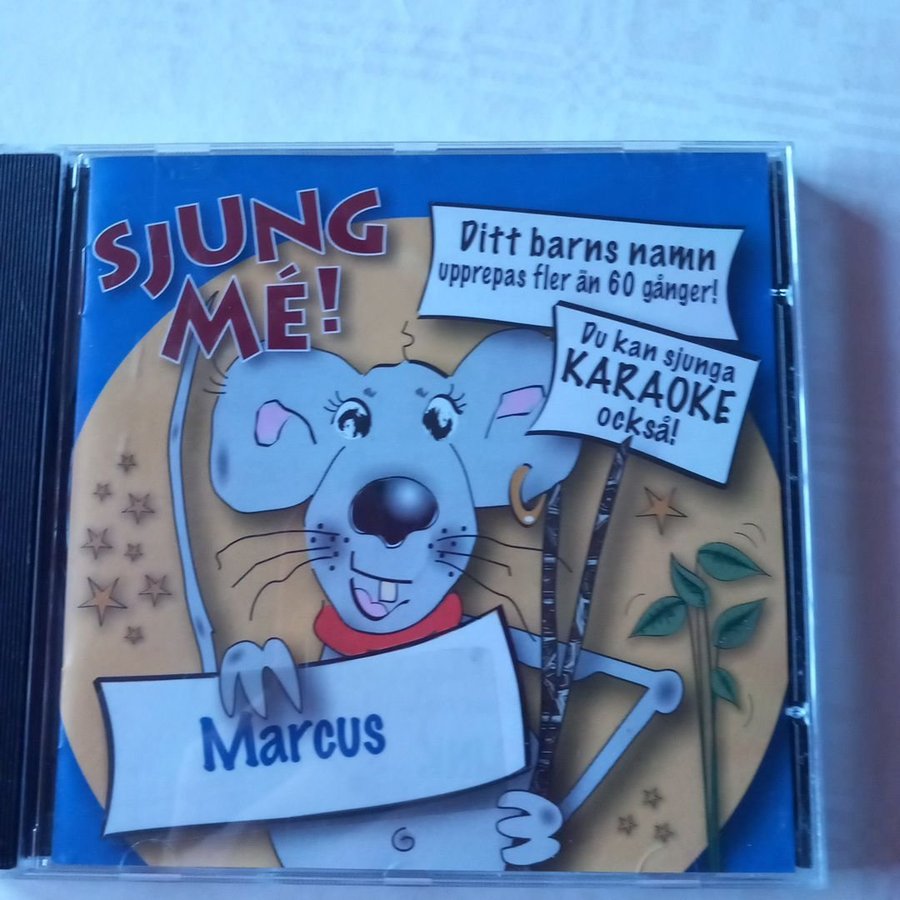 SJUNG
MÉ!
Ditt barns namn
upprepas fler än 60 gånger!
Du kan sjunga
KARAOKE
också!
Marcus